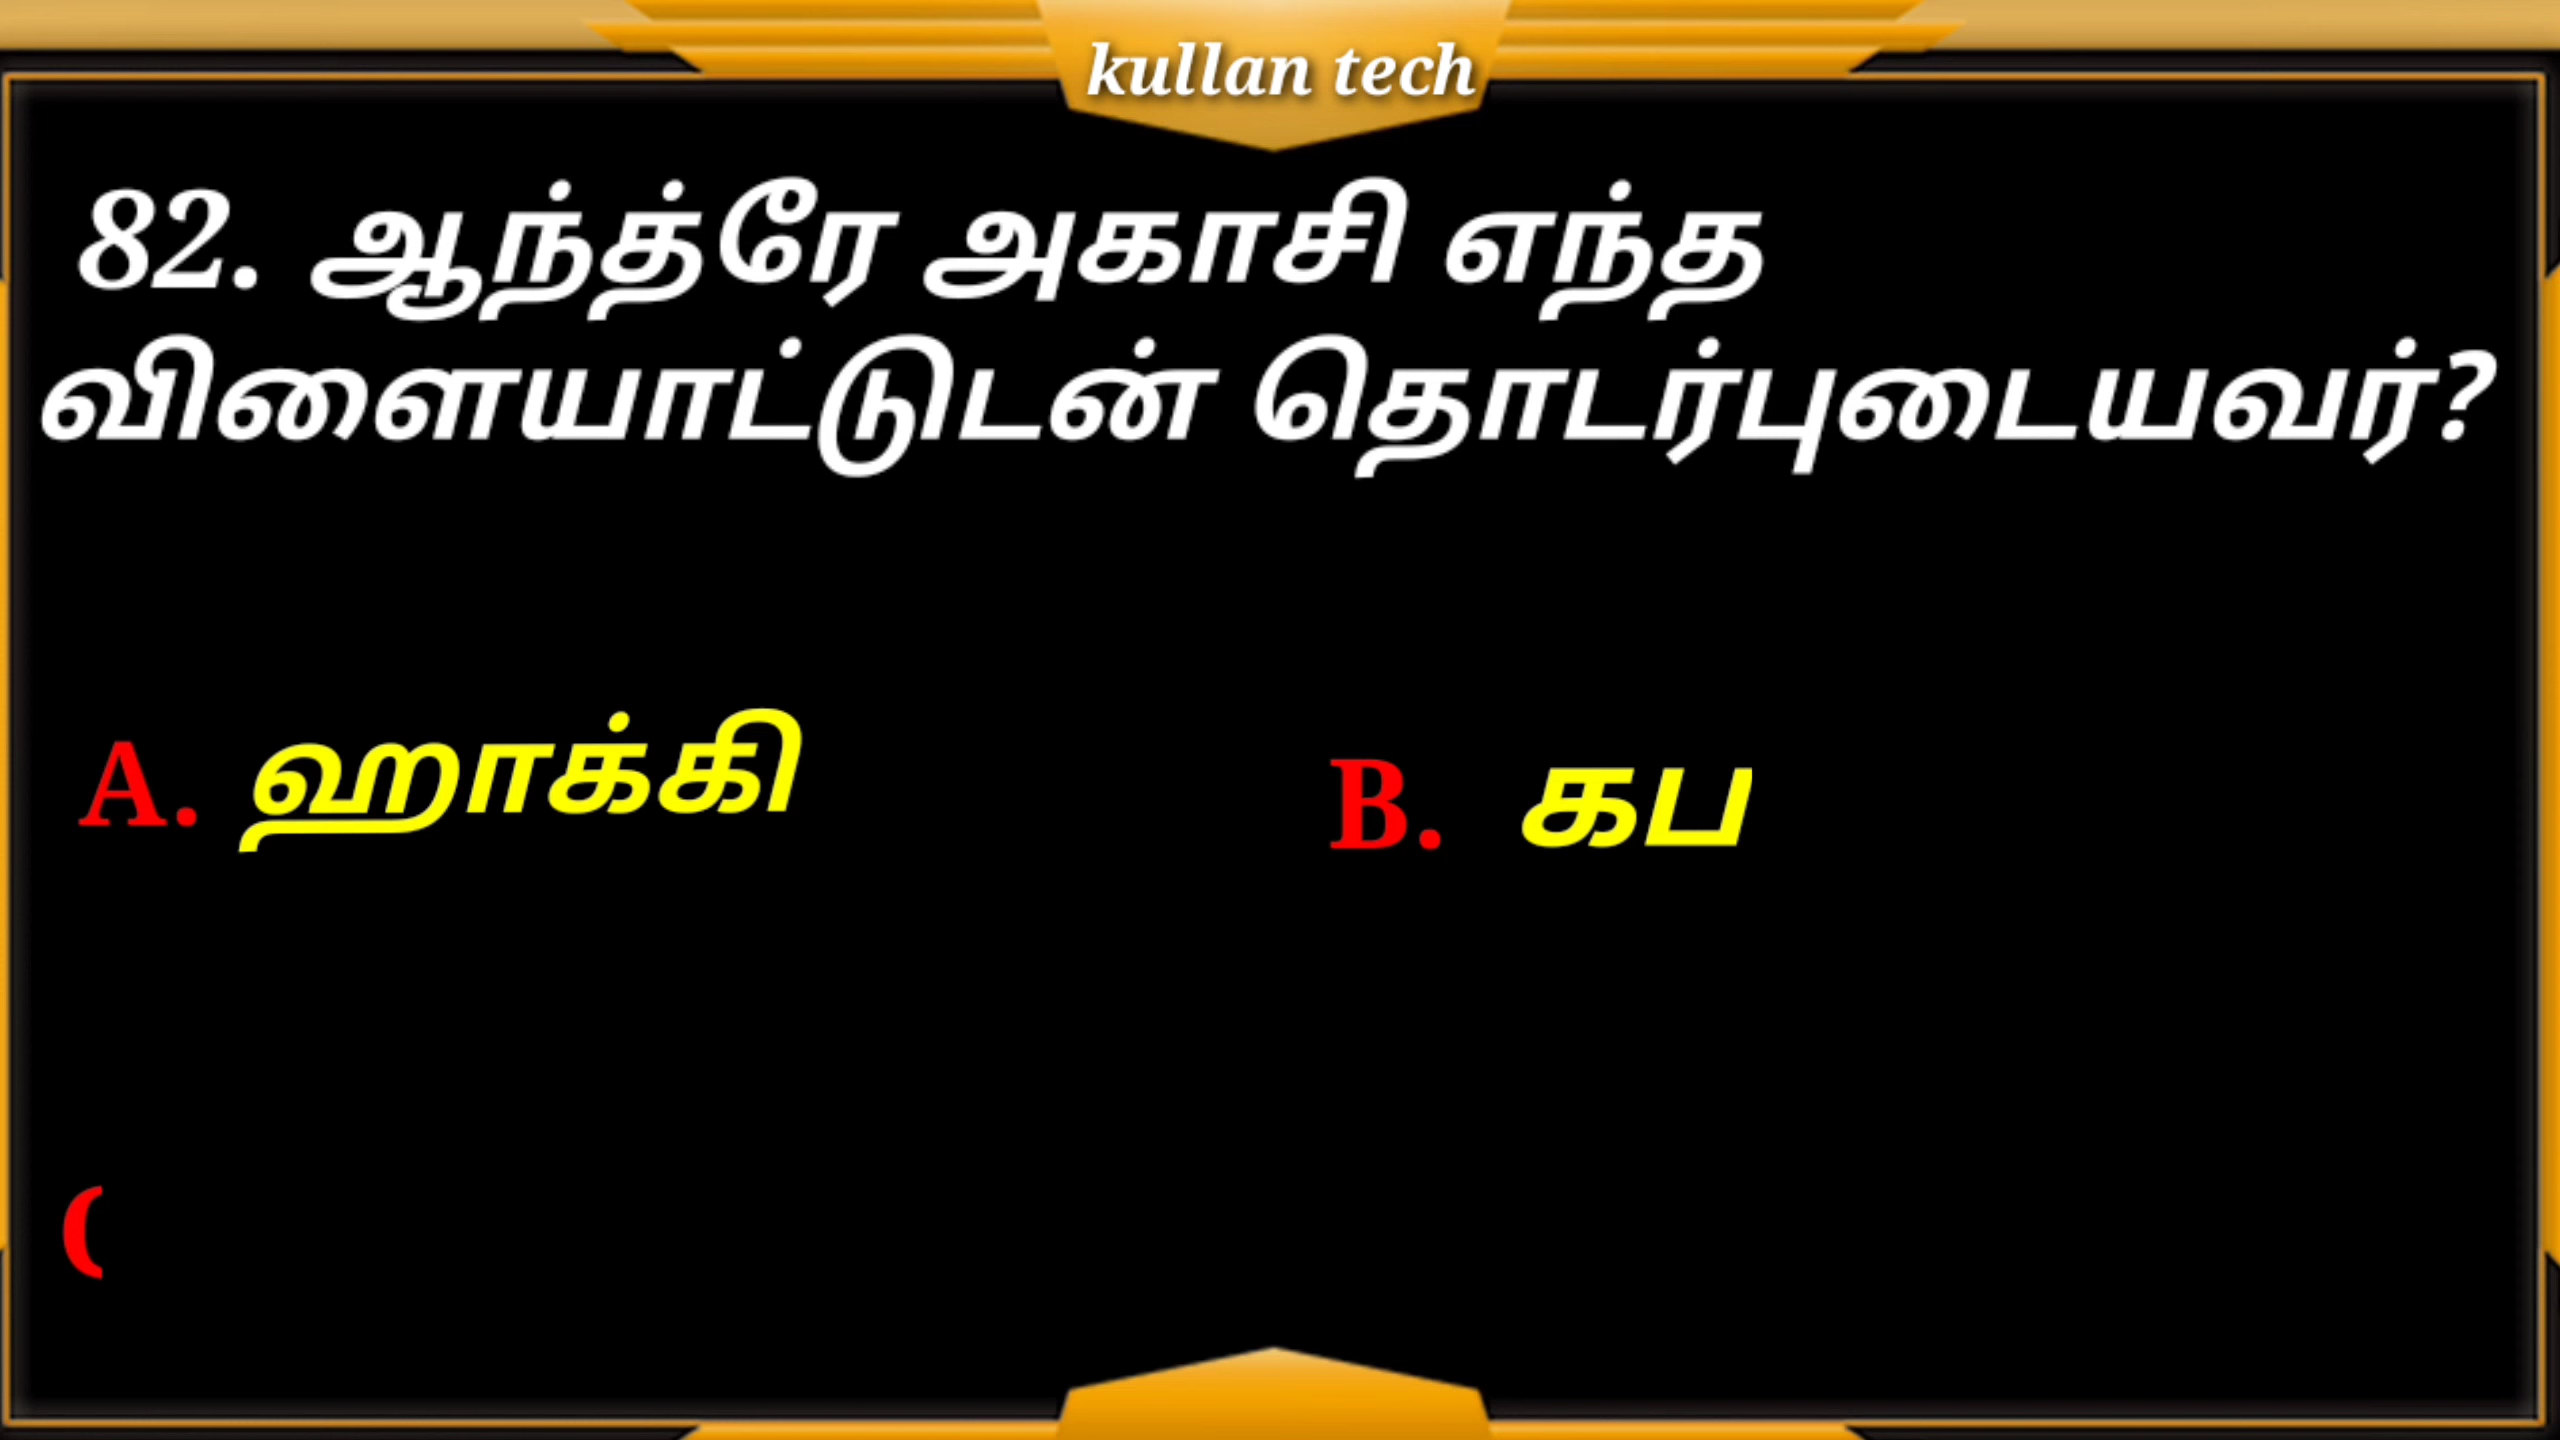 kullan tech
82. ஆந்த்ரே அகாசி எந்த
விளையாட்டுடன் தொடர்புடையவர்?
A. ஹாக்கி
B. கப